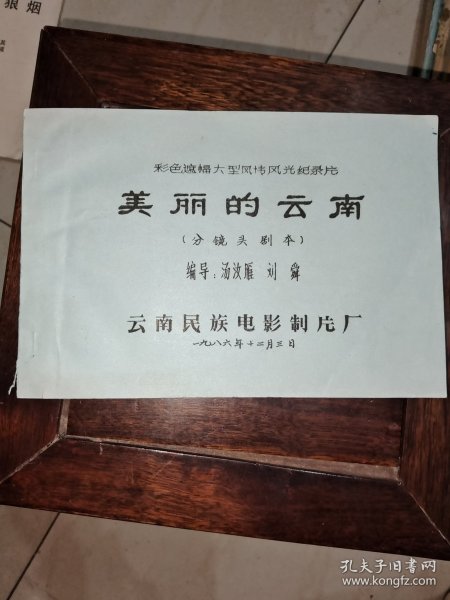 狼烟
彩色遮幅大型风情风光纪录片
美丽的云南
（分镜头剧本）
编导：汤汝雁 刘舜
云南民族电影制片厂
一九八六年十二月三日
孔夫子旧书网
www.kongfz.com